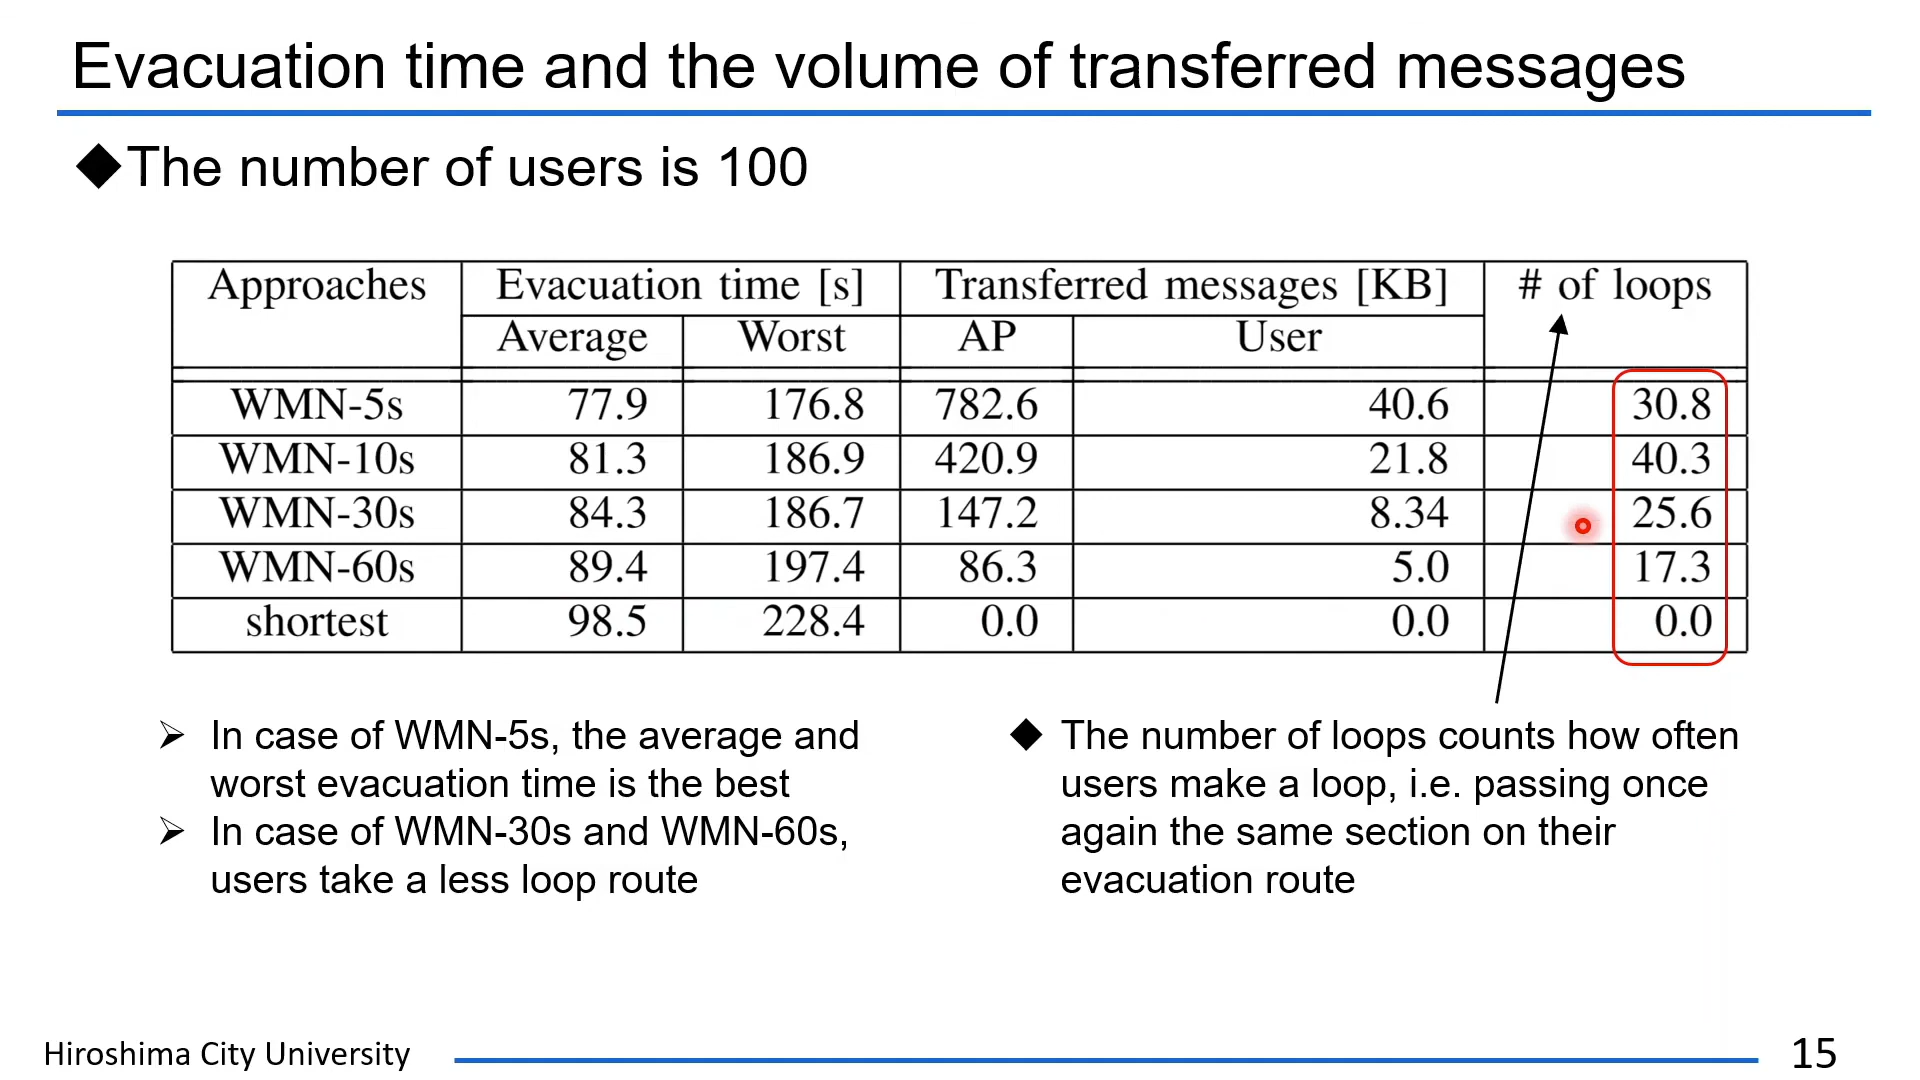 Evacuation time and the volume of transferred messages
◆The number of users is 100
Approaches Evacuation time [s] Transferred messages [KB] # of loops
Average Worst AP User
WMN-5s 77.9 176.8 782.6 40.6 30.8
WMN-10s 81.3 186.9 420.9 21.8 40.3
WMN-30s 84.3 186.7 147.2 8.34 25.6
WMN-60s 89.4 197.4 86.3 5.0 17.3
shortest 98.5 228.4 0.0 0.0 0.0
➢ In case of WMN-5s, the average and
worst evacuation time is the best
➢ In case of WMN-30s and WMN-60s,
users take a less loop route
◆ The number of loops counts how often
users make a loop, i.e. passing once
again the same section on their
evacuation route
Hiroshima City University
15